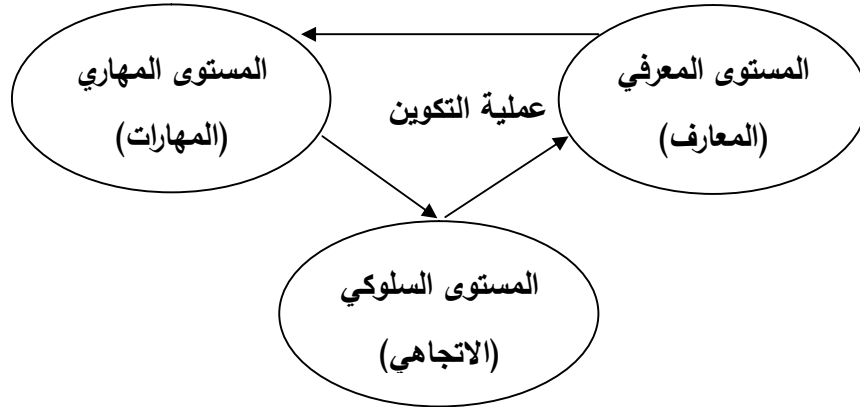 المستوى المعرفي
(المعارف)
المستوى المهاري
(المهارات)
عملية التكوين
المستوى السلوكي
(الاتجاهي)